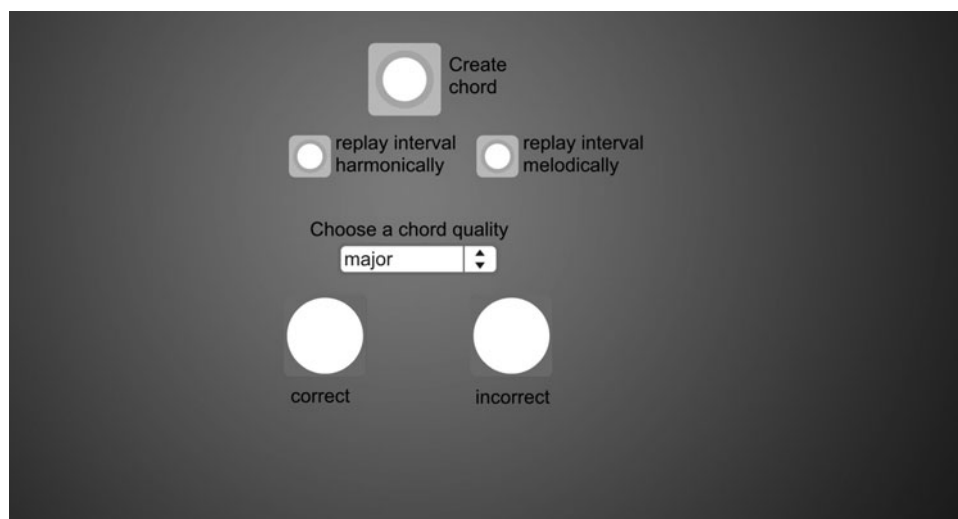 Create
chord
replay interval
harmonically
replay interval
melodically
Choose a chord quality
major
correct
incorrect